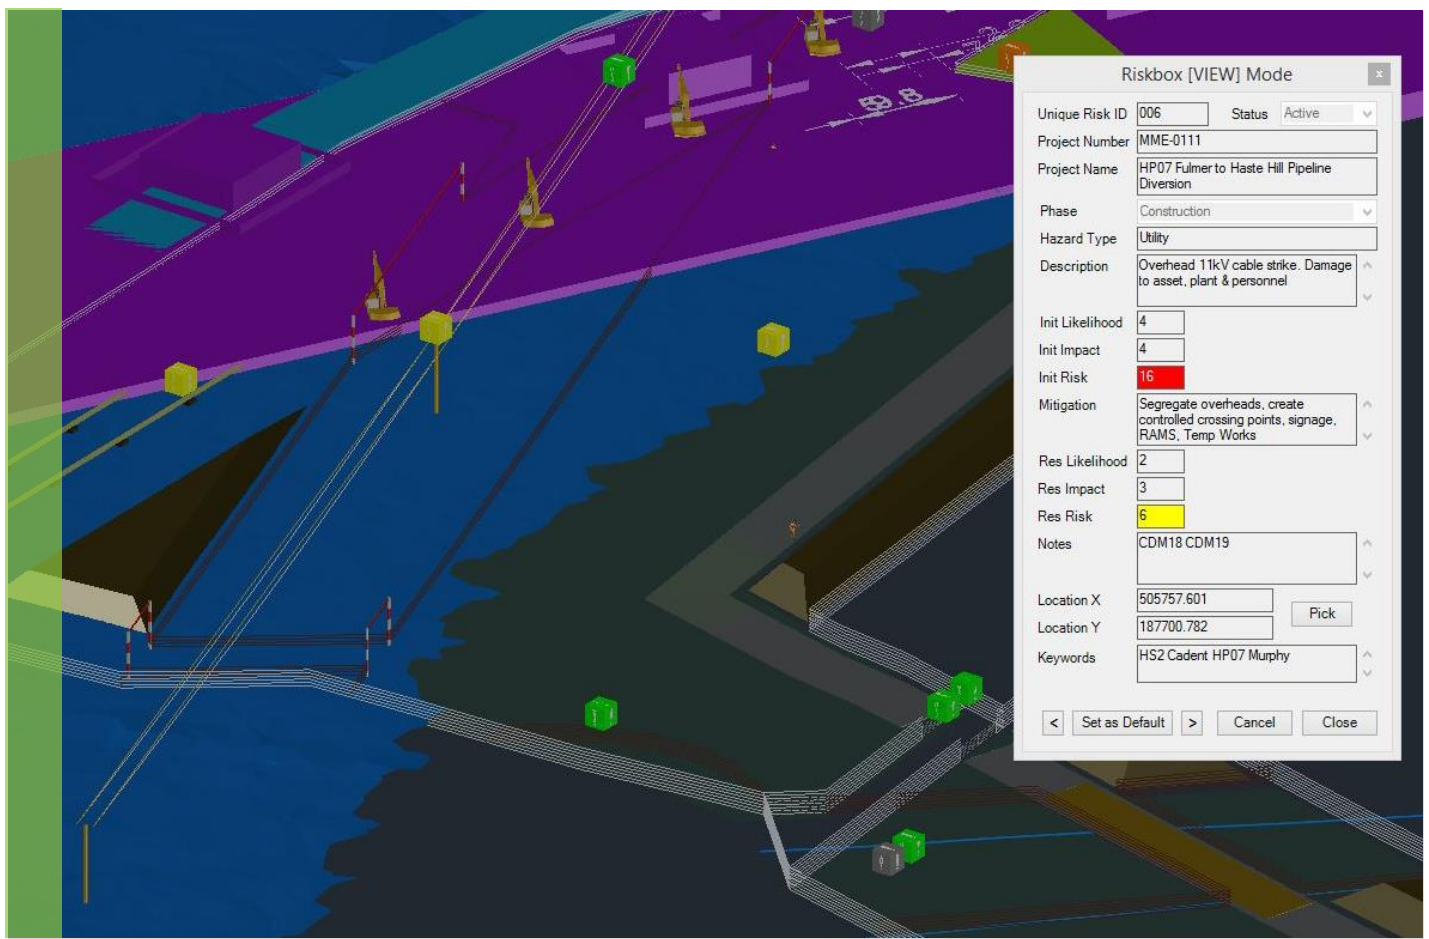 59.8
Riskbox [VIEW] Mode
x
Unique Risk ID 006 Status Active
Project Number MME-0111
Project Name HP07 Fulmer to Haste Hill Pipeline
Diversion
Phase Construction
Hazard Type Utility
Description Overhead 11kV cable strike. Damage
to asset, plant & personnel
Init Likelihood 4
Init Impact 4
Init Risk 16
Mitigation Segregate overheads, create
controlled crossing points, signage,
RAMS, Temp Works
Res Likelihood 2
Res Impact 3
Res Risk 6
Notes CDM18 CDM19
Location X 505757.601
Pick
Location Y 187700.782
Keywords HS2 Cadent HP07 Murphy
< Set as Default > Cancel Close